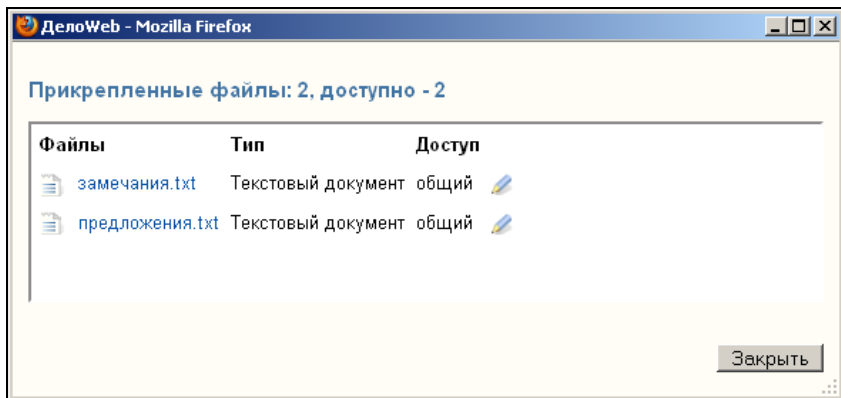 ДелоWeb - Mozilla Firefox
Прикрепленные файлы: 2, доступно - 2
Файлы Тип Доступ
замечания.txt Текстовый документ общий
предложения.txt Текстовый документ общий
Закрыть